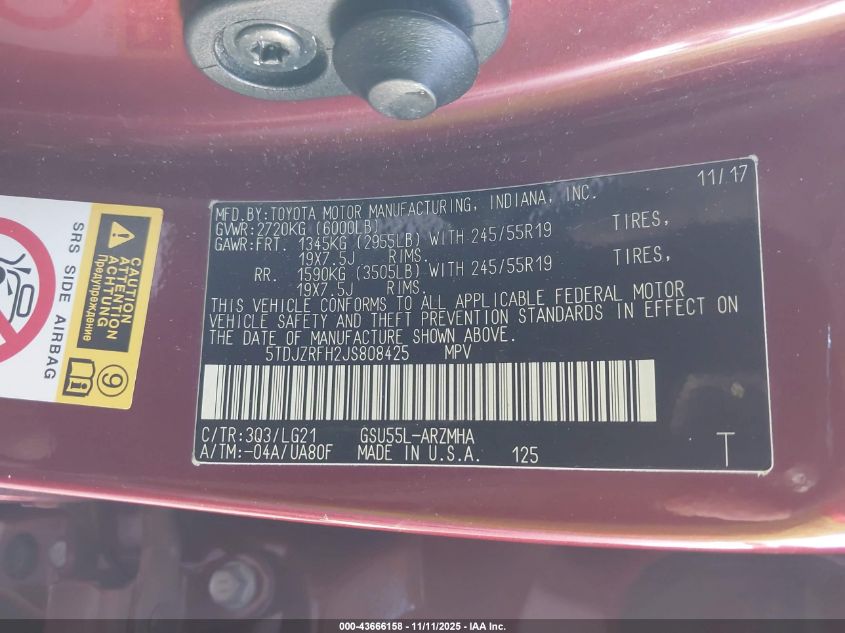 11/17
MFD.BY:TOYOTA MOTOR MANUFACTURING, INDIANA, INC.
GVWR:2720KG (6000LB)
GAWR:FRT. 1345KG (2955LB) WITH 245/55R19 TIRES,
19X7.5J RIMS.
RR. 1590KG (3505LB) WITH 245/55R19 TIRES,
19X7.5J RIMS.
THIS VEHICLE CONFORMS TO ALL APPLICABLE FEDERAL MOTOR
VEHICLE SAFETY AND THEFT PREVENTION STANDARDS IN EFFECT ON
THE DATE OF MANUFACTURE SHOWN ABOVE.
5TDJZRFH2JS808425 MPV
C/TR:3Q3/LG21 GSU55L-ARZMHA
A/TM:-04A/UA80F MADE IN U.S.A. 125 T
SRS SIDE AIRBAG
CAUTION
ATTENTION
ACHTUNG
Предупреждение
9
000-43666158 - 11/11/2025 - IAA Inc.